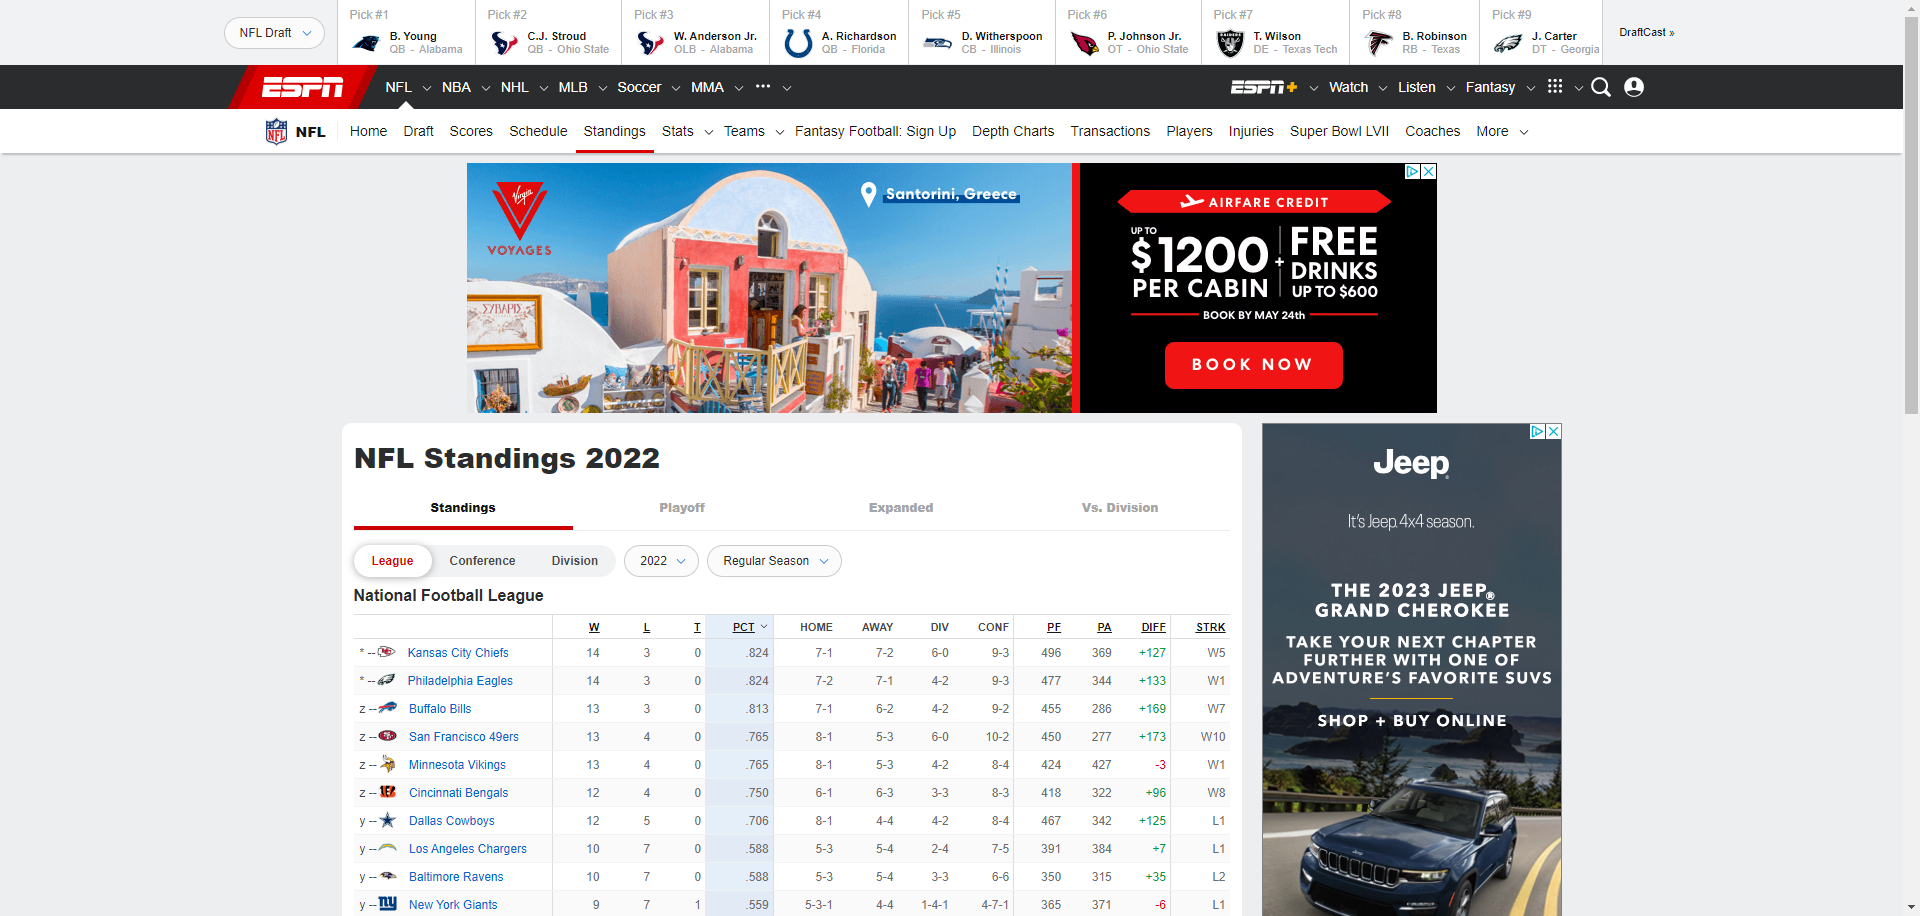 NFL Draft
Pick #1
B. Young
QB - Alabama
Pick #2
C.J. Stroud
QB - Ohio State
Pick #3
W. Anderson Jr.
OLB - Alabama
Pick #4
A. Richardson
QB - Florida
Pick #5
D. Witherspoon
CB - Illinois
Pick #6
P. Johnson Jr.
OT - Ohio State
Pick #7
T. Wilson
DE - Texas Tech
Pick #8
B. Robinson
RB - Texas
Pick #9
J. Carter
DT - Georgia
DraftCast »
ESPN NFL NBA NHL MLB Soccer MMA ••• ESPN+ Watch Listen Fantasy
NFL NFL Home Draft Scores Schedule Standings Stats Teams Fantasy Football: Sign Up Depth Charts Transactions Players Injuries Super Bowl LVII Coaches More
Virgin
VOYAGES
Santorini, Greece
ΣΥΒΑΡΙΣ
AIRFARE CREDIT
UP TO
$1200
PER CABIN
+
FREE
DRINKS
UP TO $600
BOOK BY MAY 24th
BOOK NOW
NFL Standings 2022
Standings Playoff Expanded Vs. Division
League Conference Division 2022 Regular Season
National Football League
W L T PCT HOME AWAY DIV CONF PF PA DIFF STRK
* -- Kansas City Chiefs 14 3 0 .824 7-1 7-2 6-0 9-3 496 369 +127 W5
* -- Philadelphia Eagles 14 3 0 .824 7-2 7-1 4-2 9-3 477 344 +133 W1
z -- Buffalo Bills 13 3 0 .813 7-1 6-2 4-2 9-2 455 286 +169 W7
z -- San Francisco 49ers 13 4 0 .765 8-1 5-3 6-0 10-2 450 277 +173 W10
z -- Minnesota Vikings 13 4 0 .765 8-1 5-3 4-2 8-4 424 427 -3 W1
z -- Cincinnati Bengals 12 4 0 .750 6-1 6-3 3-3 8-3 418 322 +96 W8
y -- Dallas Cowboys 12 5 0 .706 8-1 4-4 4-2 8-4 467 342 +125 L1
y -- Los Angeles Chargers 10 7 0 .588 5-3 5-4 2-4 7-5 391 384 +7 L1
y -- Baltimore Ravens 10 7 0 .588 5-3 5-4 3-3 6-6 350 315 +35 L2
y -- New York Giants 9 7 1 .559 5-3-1 4-4 1-4-1 4-7-1 365 371 -6 L1
Jeep®
It's Jeep® 4x4 season.
THE 2023 JEEP®
GRAND CHEROKEE
TAKE YOUR NEXT CHAPTER
FURTHER WITH ONE OF
ADVENTURE'S FAVORITE SUVS
SHOP + BUY ONLINE